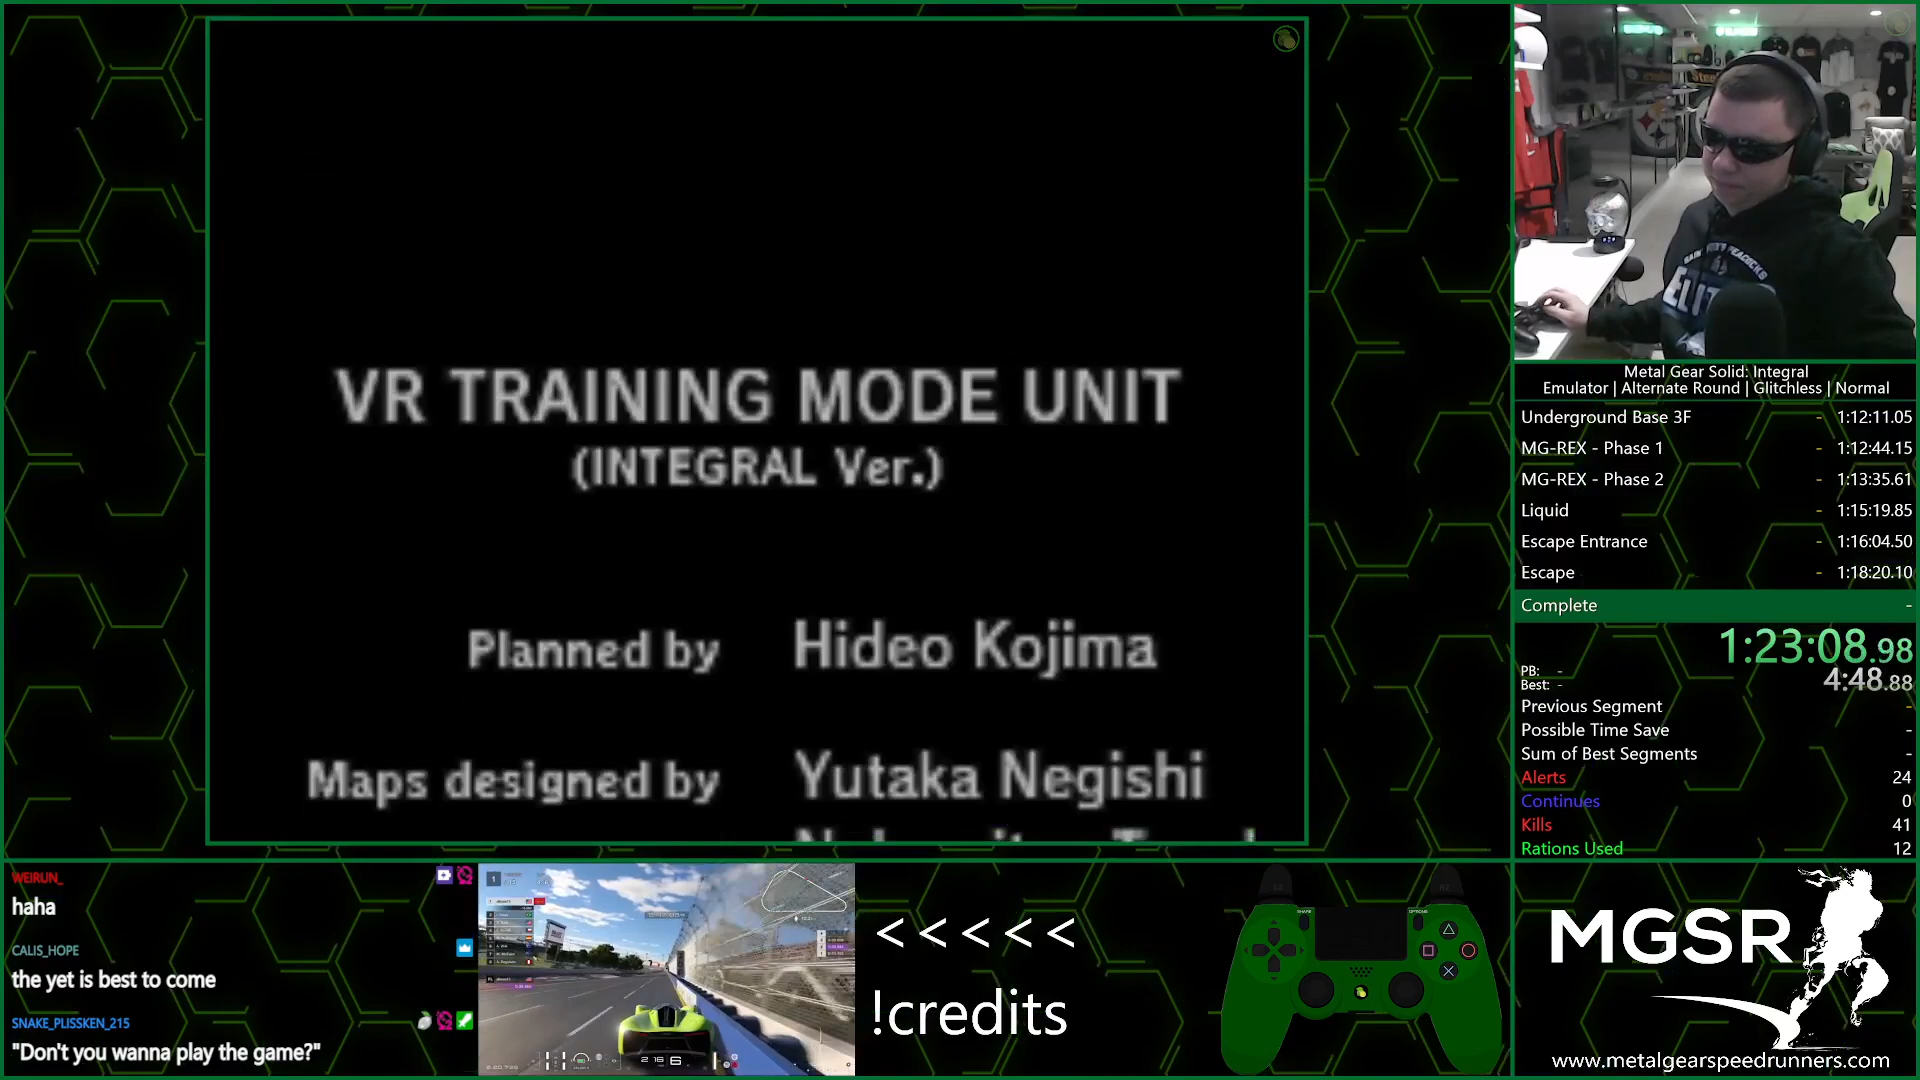 VR TRAINING MODE UNIT
(INTEGRAL Ver.)
Planned by Hideo Kojima
Maps designed by Yutaka Negishi
Metal Gear Solid: Integral
Emulator | Alternate Round | Glitchless | Normal
Underground Base 3F - 1:12:11.05
MG-REX - Phase 1 - 1:12:44.15
MG-REX - Phase 2 - 1:13:35.61
Liquid - 1:15:19.85
Escape Entrance - 1:16:04.50
Escape - 1:18:20.10
Complete -
1:23:08.98
PB: -
4:48.88
Best: -
Previous Segment -
Possible Time Save -
Sum of Best Segments -
Alerts 24
Continues 0
Kills 41
Rations Used 12
WEIRUN_
haha
CALIS_HOPE
the yet is best to come
SNAKE_PLISSKEN_215
"Don't you wanna play the game?"
216 6
< < < < <
!credits
MGSR
www.metalgearspeedrunners.com